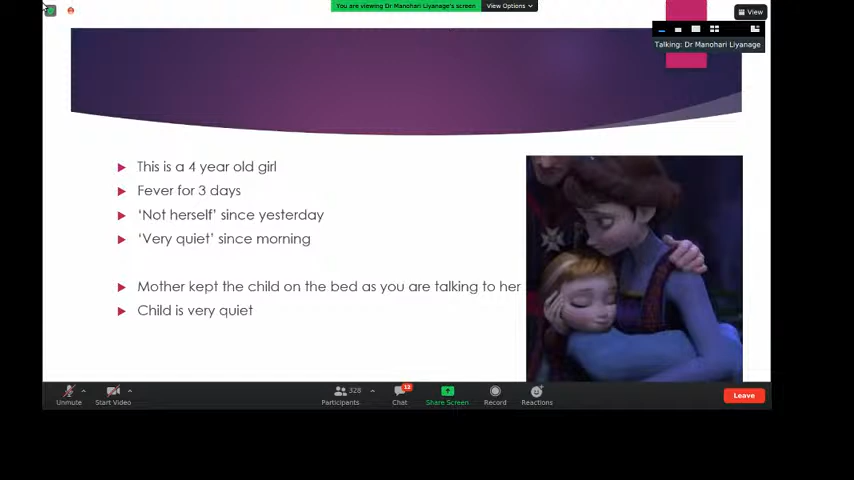 You are viewing Dr Manohari Liyanage's screen
View Options
View
Talking: Dr Manohari Liyanage
This is a 4 year old girl
Fever for 3 days
‘Not herself’ since yesterday
‘Very quiet’ since morning
Mother kept the child on the bed as you are talking to her
Child is very quiet
Unmute
Start Video
328
Participants
12
Chat
Share Screen
Record
Reactions
Leave